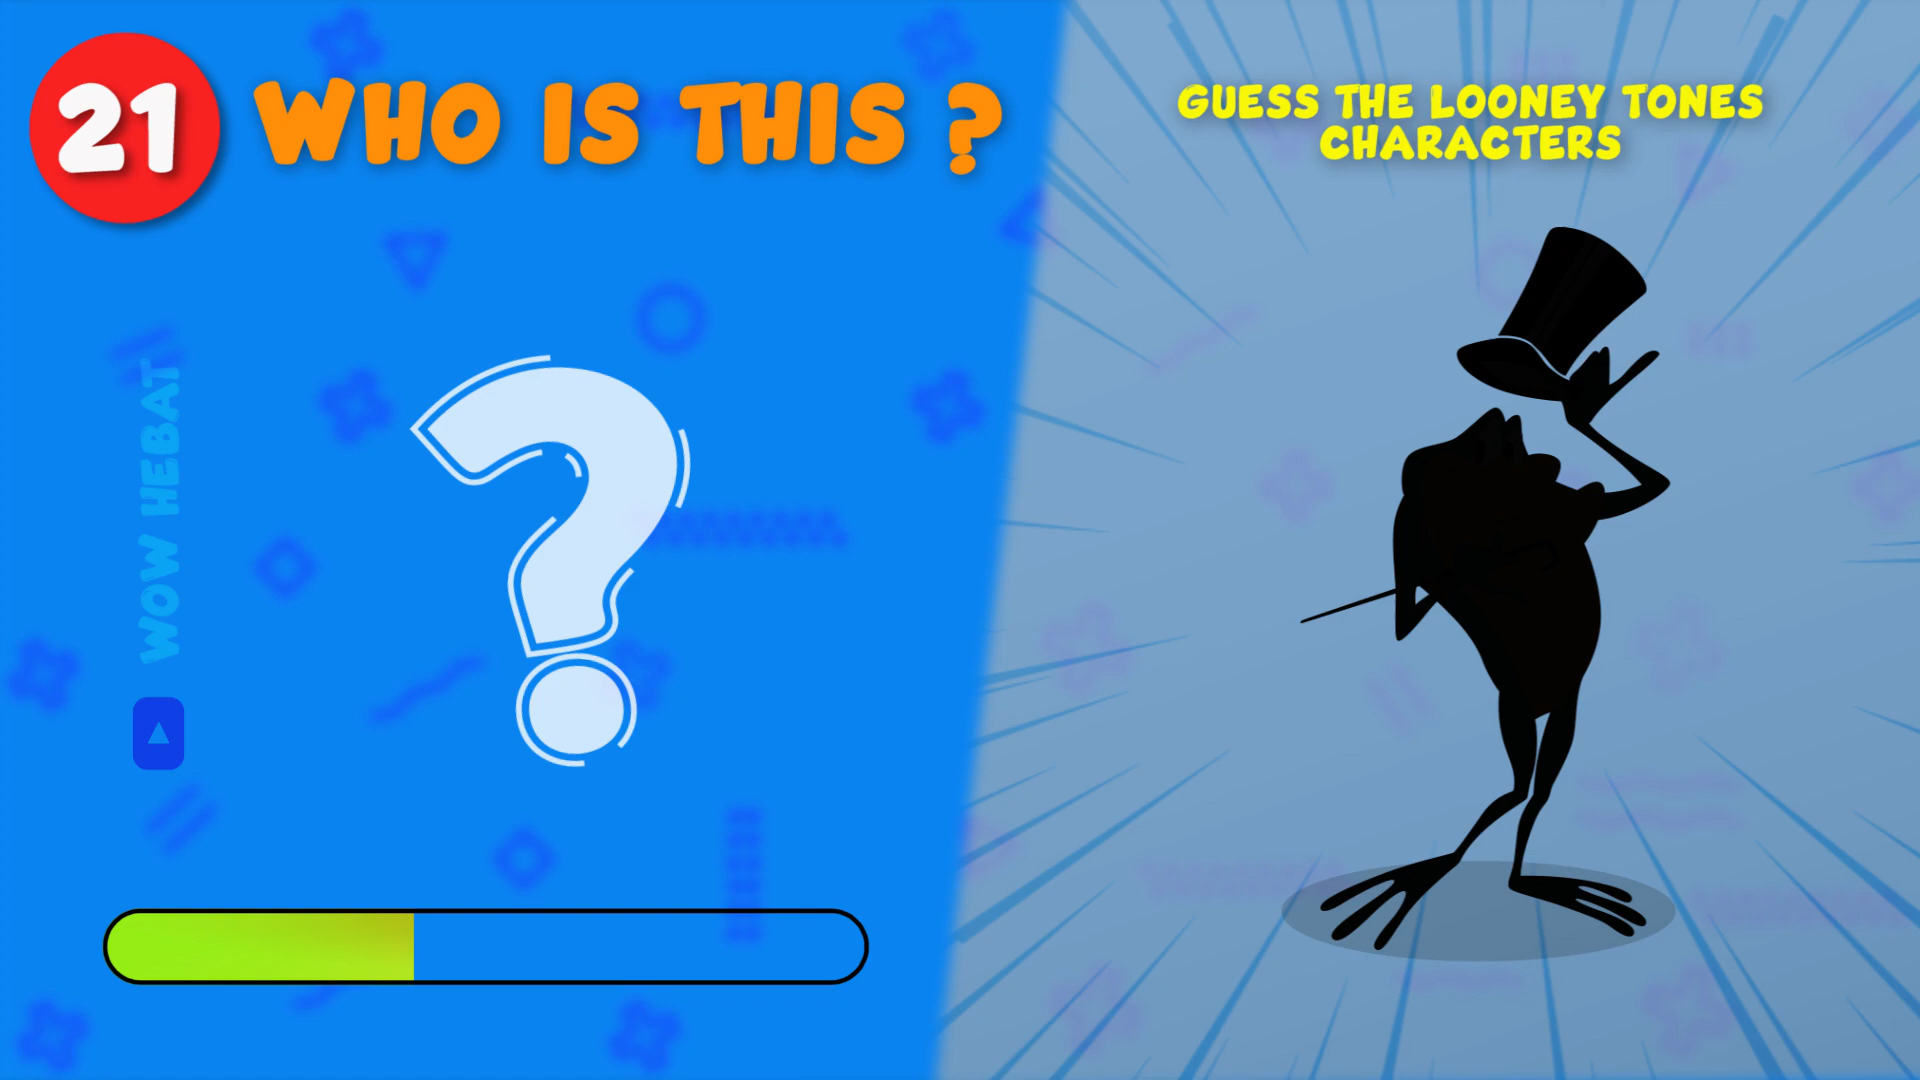 21
WHO IS THIS ?
GUESS THE LOONEY TONES
CHARACTERS
WOW HEBAT